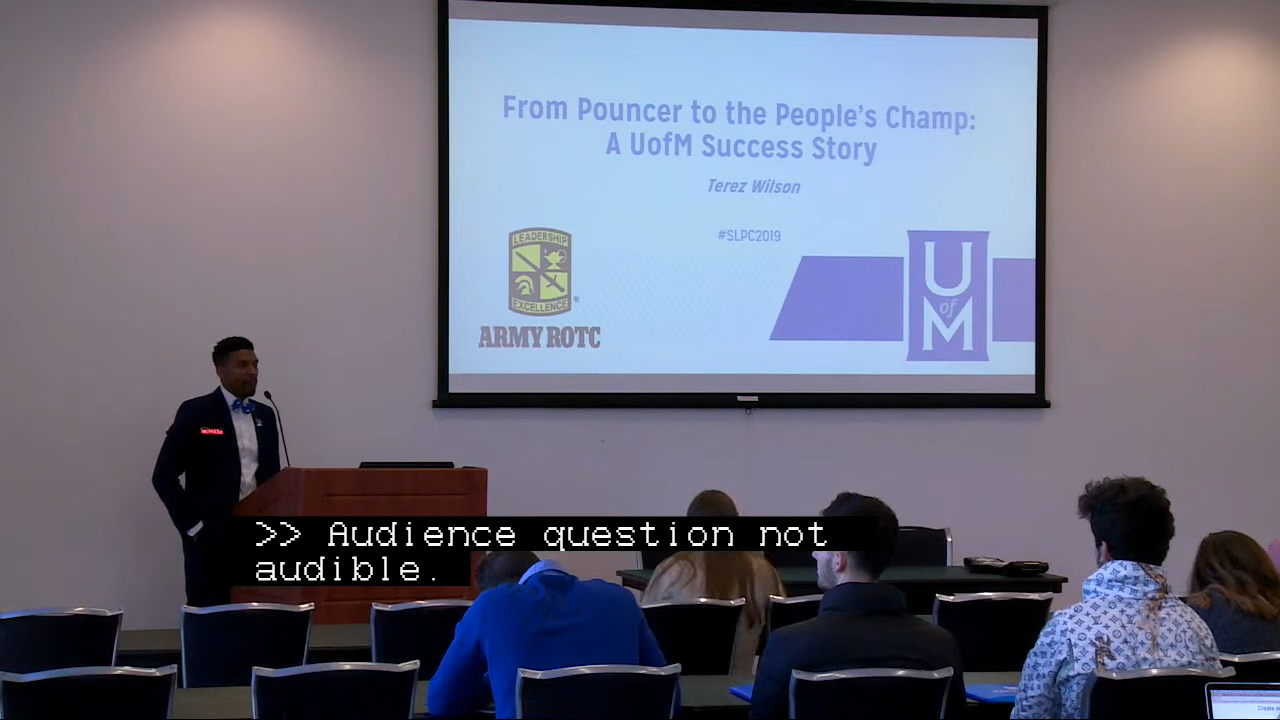 From Pouncer to the People's Champ:
A UofM Success Story
Terez Wilson
#SLPC2019
LEADERSHIP
EXCELLENCE
ARMY ROTC
U
of
M
>> Audience question not
audible.